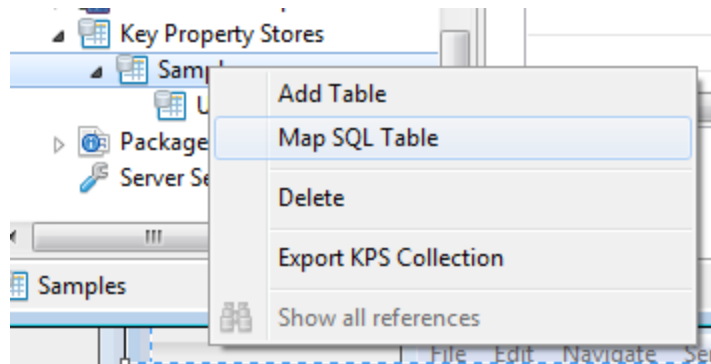 Key Property Stores
Add Table
Package
Map SQL Table
Delete
Export KPS Collection
Samples
Show all references
File Edit Navigate